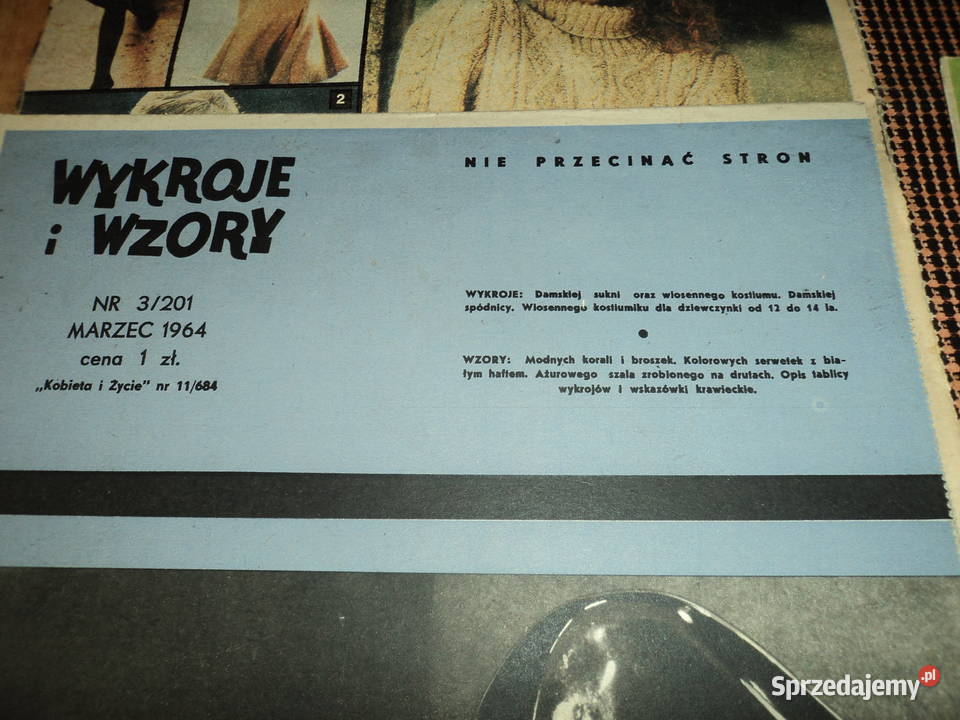 2
WYKROJE
i WZORY
NR 3/201
MARZEC 1964
cena 1 zł.
„Kobieta i Życie" nr 11/684
NIE PRZECINAĆ STRON
WYKROJE: Damskiej sukni oraz wiosennego kostiumu. Damskiej
spódnicy. Wiosennego kostiumiku dla dziewczynki od 12 do 14 la.
WZORY: Modnych korali i broszek. Kolorowych serwetek z bia-
łym haftem. Ażurowego szala zrobionego na drutach. Opis tablicy
wykrojów i wskazówki krawieckie.
Sprzedajemy.pl